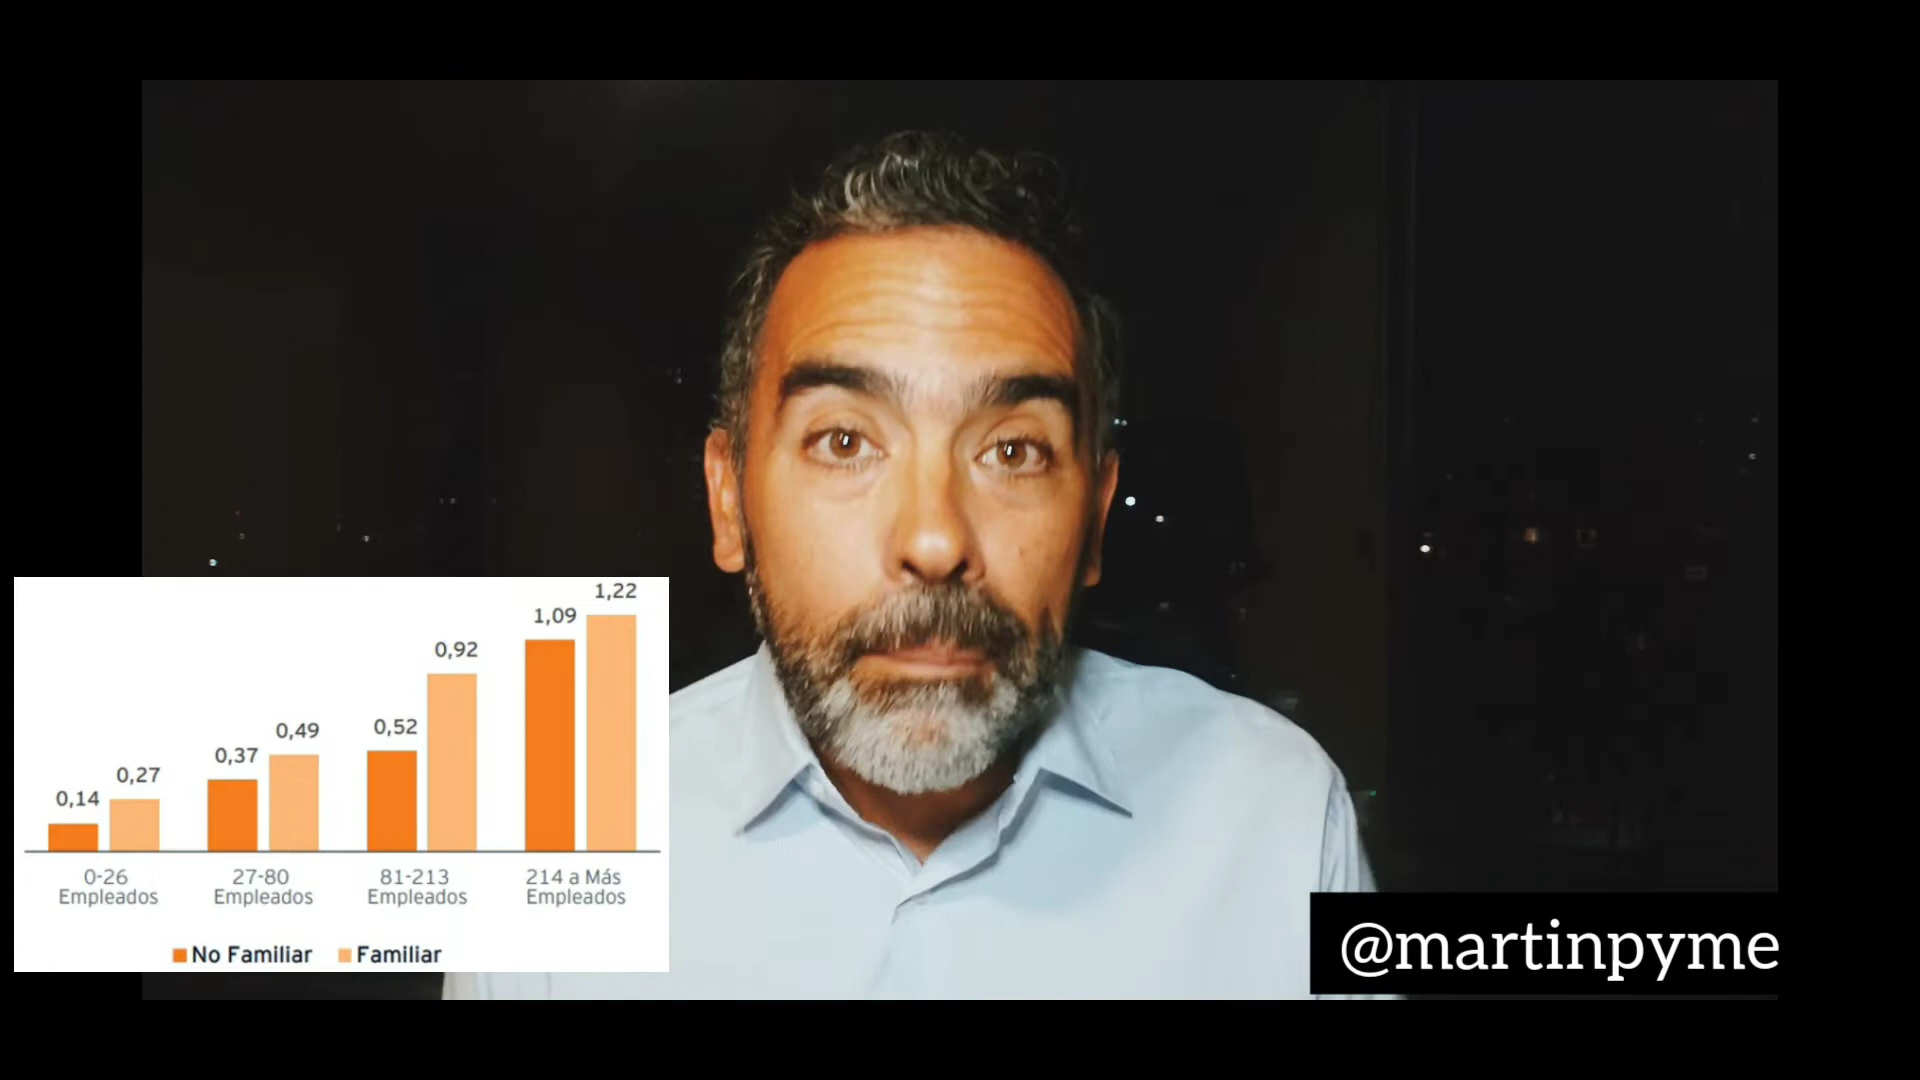 1,22
1,09
0,92
0,52
0,49
0,37
0,27
0,14
0-26 27-80 81-213 214 a Más
Empleados Empleados Empleados Empleados
No Familiar Familiar
@martinpyme